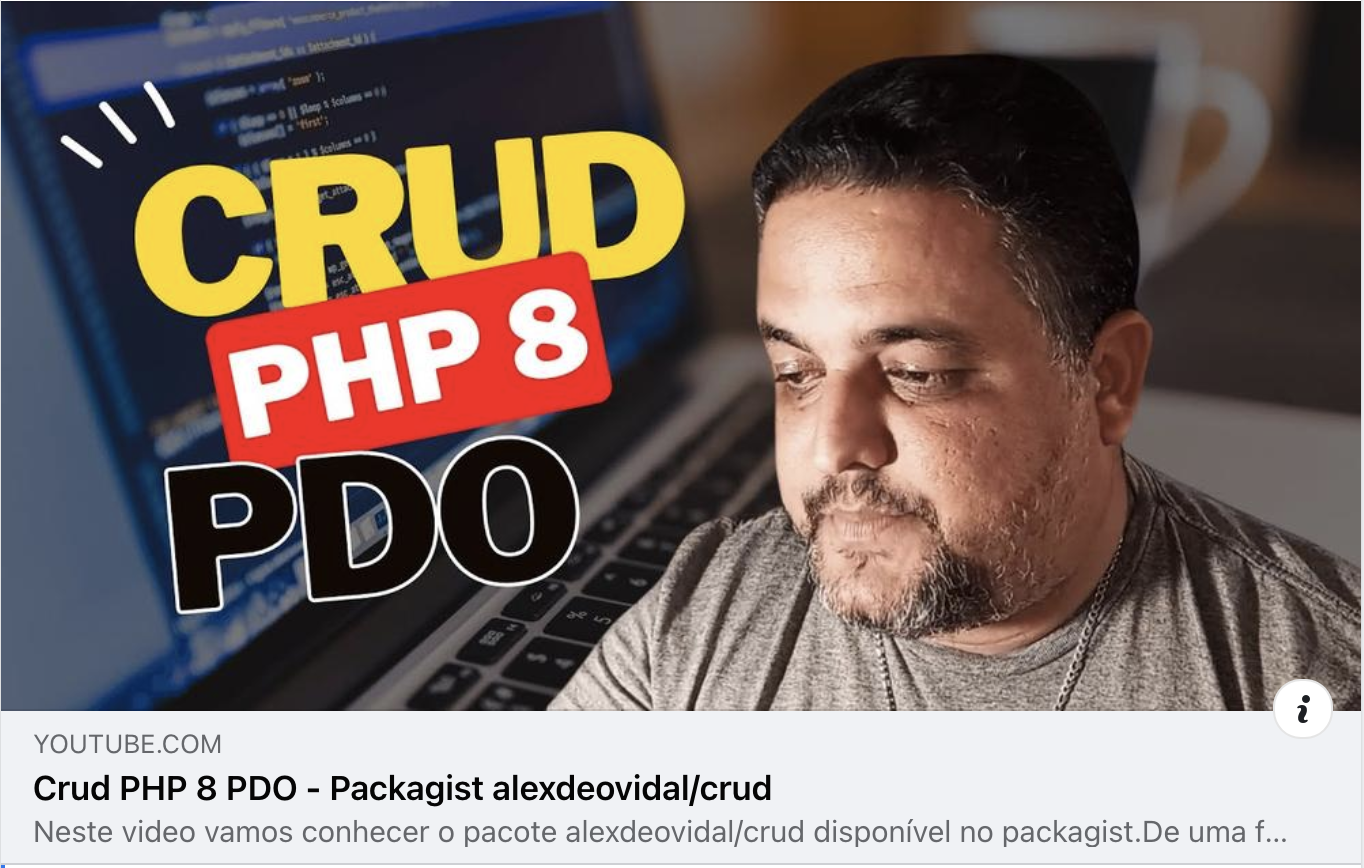 CRUD
PHP 8
PDO
YOUTUBE.COM
Crud PHP 8 PDO - Packagist alexdeovidal/crud
Neste video vamos conhecer o pacote alexdeovidal/crud disponível no packagist.De uma f...